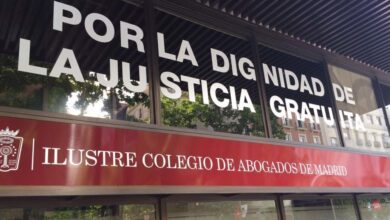 POR LA DIGNIDAD DE
LA JUSTICIA GRATUITA
ILUSTRE COLEGIO DE ABOGADOS DE MADRID